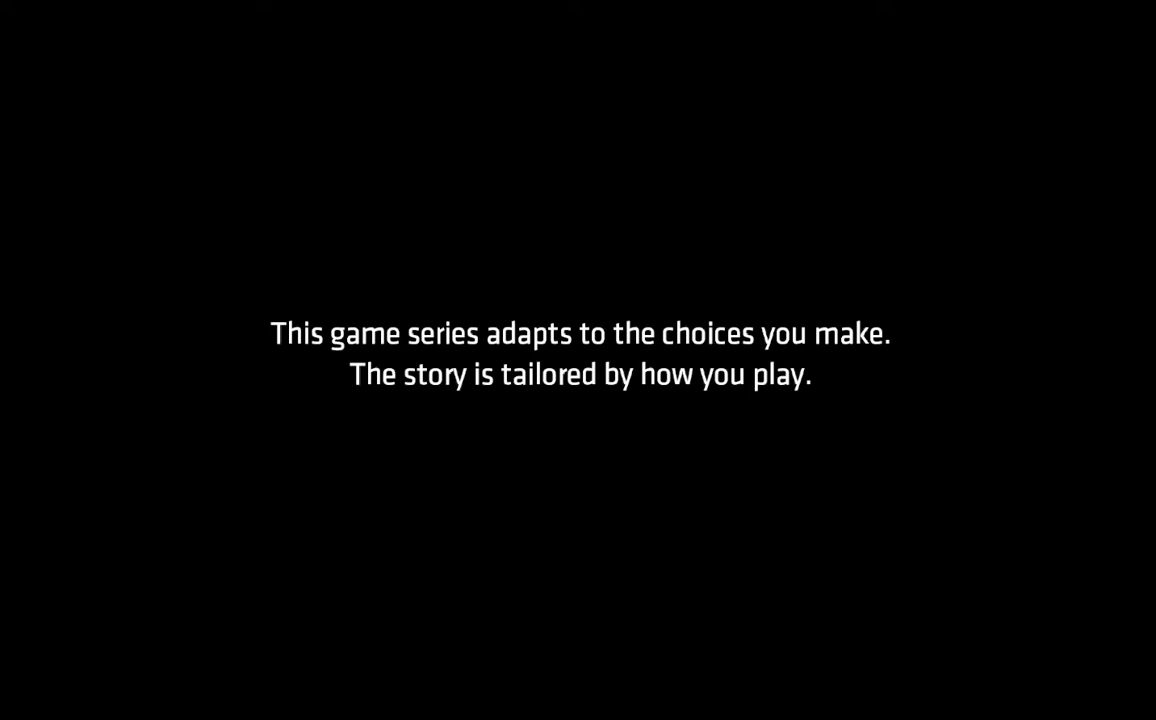 This game series adapts to the choices you make.
The story is tailored by how you play.